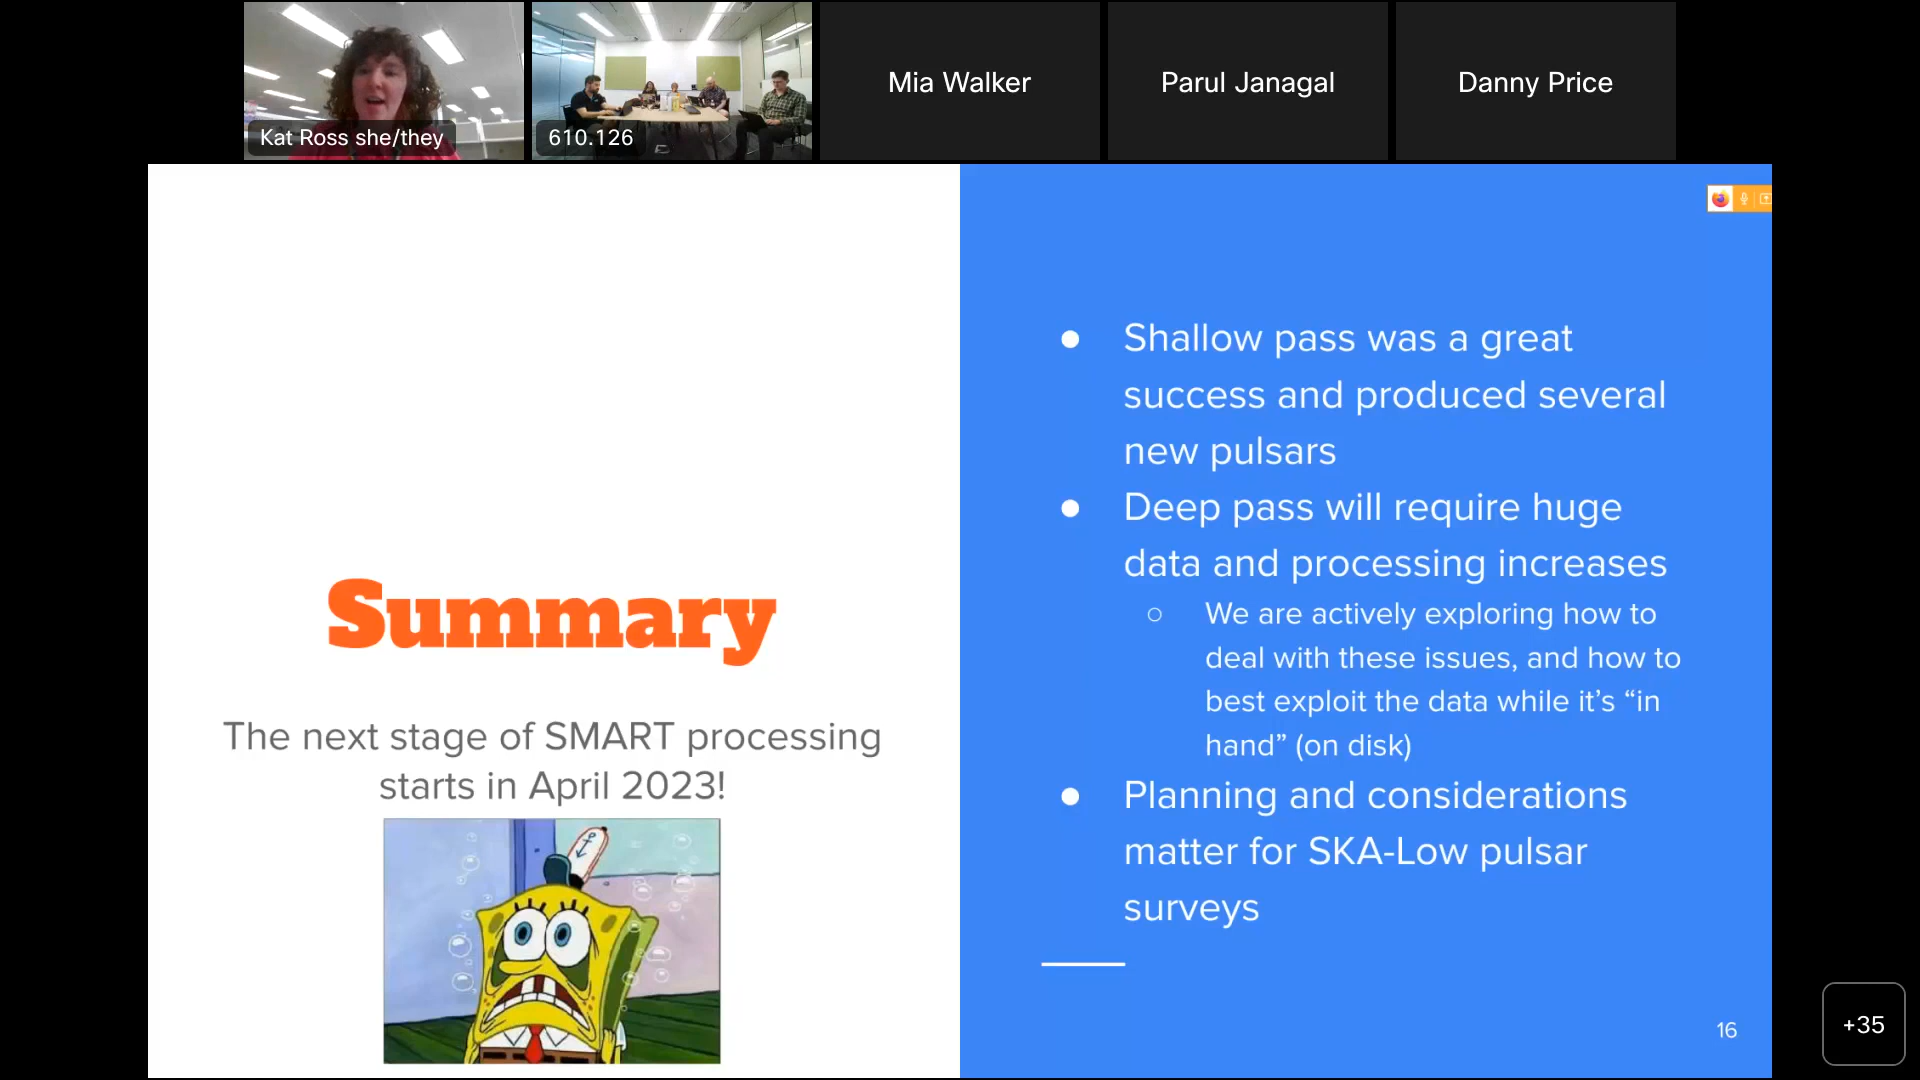 Kat Ross she/they
610.126
Mia Walker
Parul Janagal
Danny Price
Summary
The next stage of SMART processing
starts in April 2023!
● Shallow pass was a great
success and produced several
new pulsars
● Deep pass will require huge
data and processing increases
○ We are actively exploring how to
deal with these issues, and how to
best exploit the data while it’s “in
hand” (on disk)
● Planning and considerations
matter for SKA-Low pulsar
surveys
16
+35